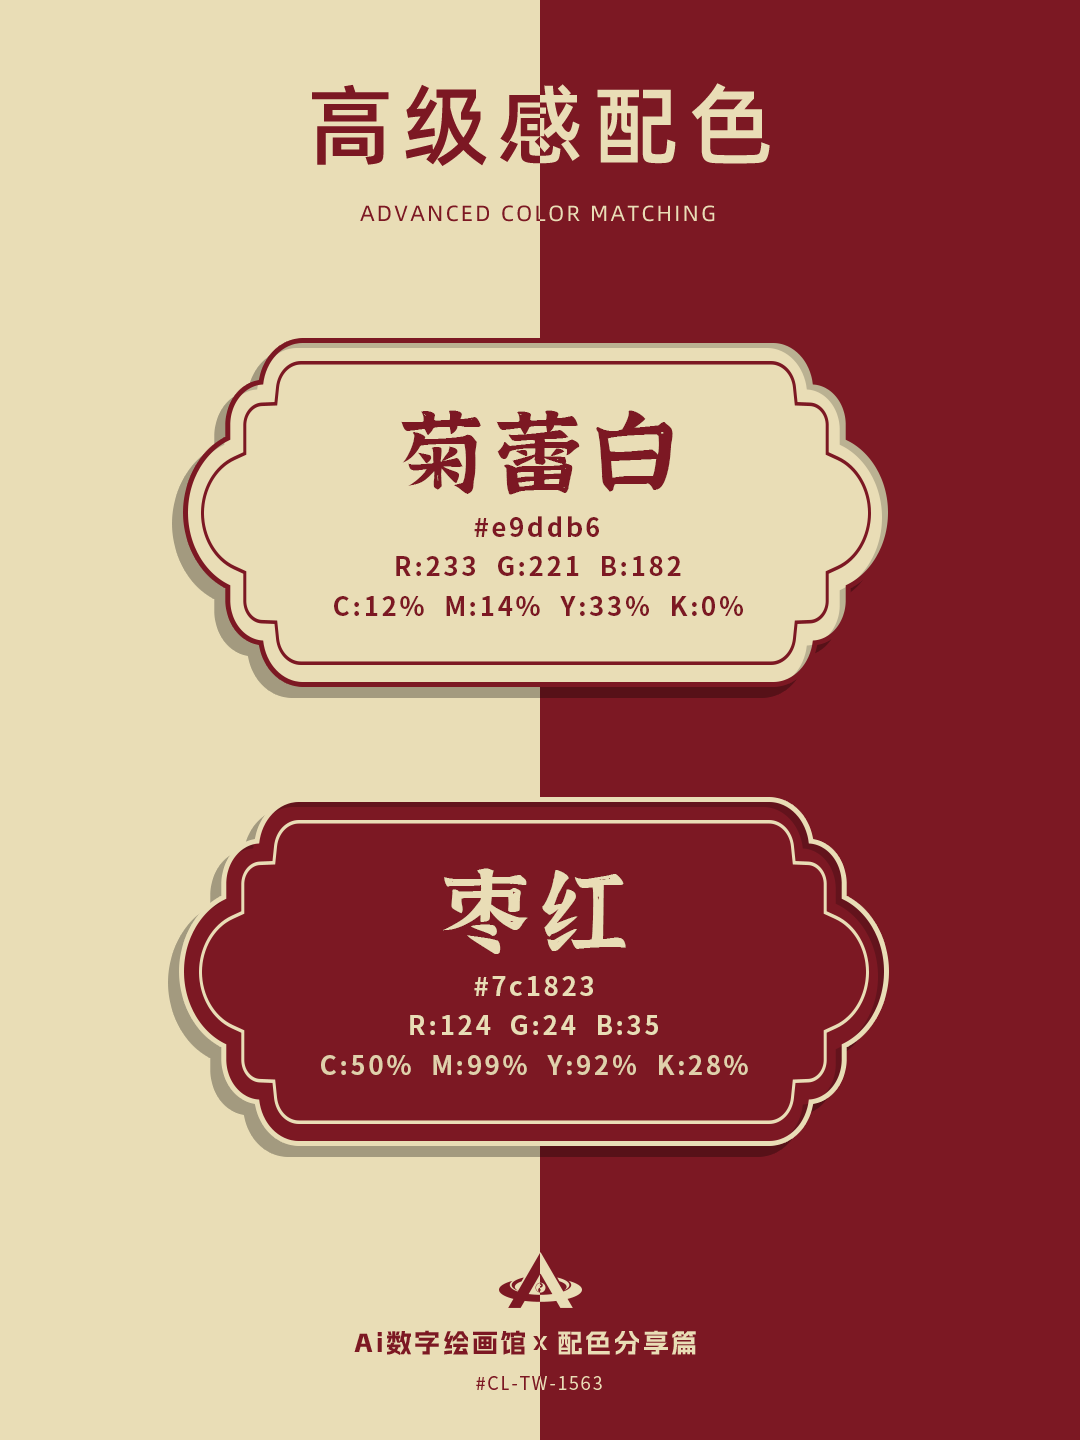 高级感配色
ADVANCED COLOR MATCHING
菊蕾白
#e9ddb6
R:233 G:221 B:182
C:12% M:14% Y:33% K:0%
枣红
#7c1823
R:124 G:24 B:35
C:50% M:99% Y:92% K:28%
Ai数字绘画馆 x 配色分享篇
#CL-TW-1563